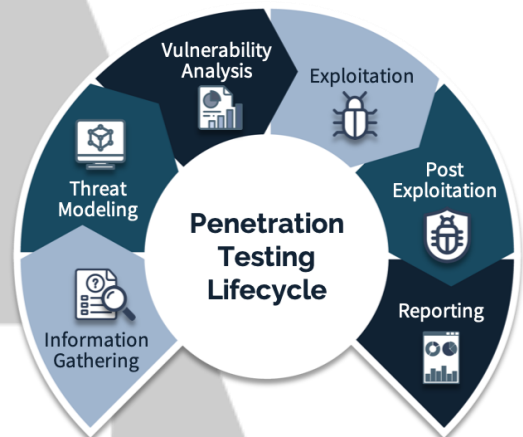 Vulnerability
Analysis
Exploitation
Threat
Modeling
Post
Exploitation
Penetration
Testing
Lifecycle
Information
Gathering
Reporting